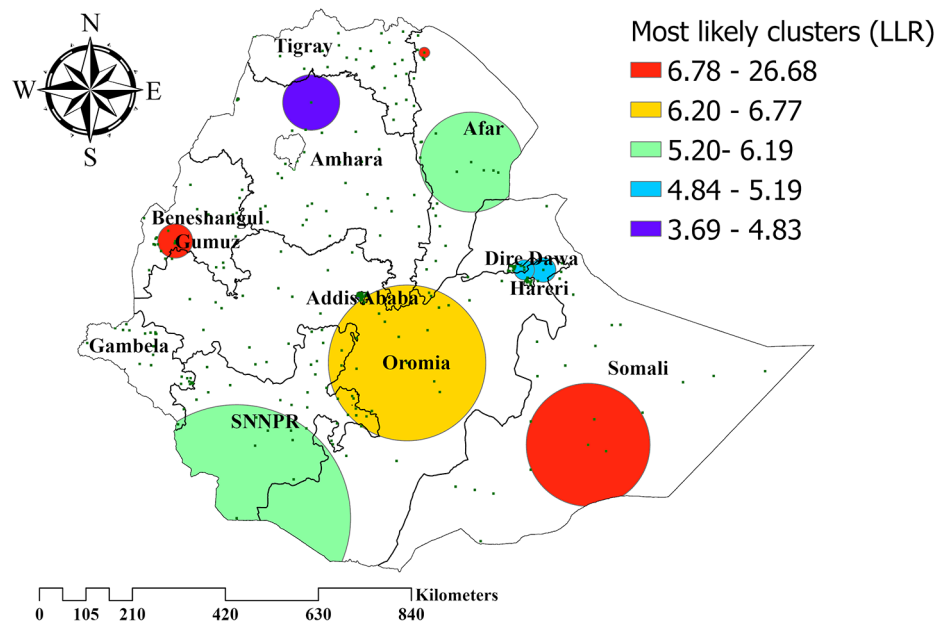 N
W E
S
Most likely clusters (LLR)
6.78 - 26.68
6.20 - 6.77
5.20- 6.19
4.84 - 5.19
3.69 - 4.83
Tigray
Afar
Amhara
Beneshangul
Gumuz
Dire Dawa
Hareri
Addis Ababa
Gambela
Oromia
Somali
SNNPR
Kilometers
0 105 210 420 630 840